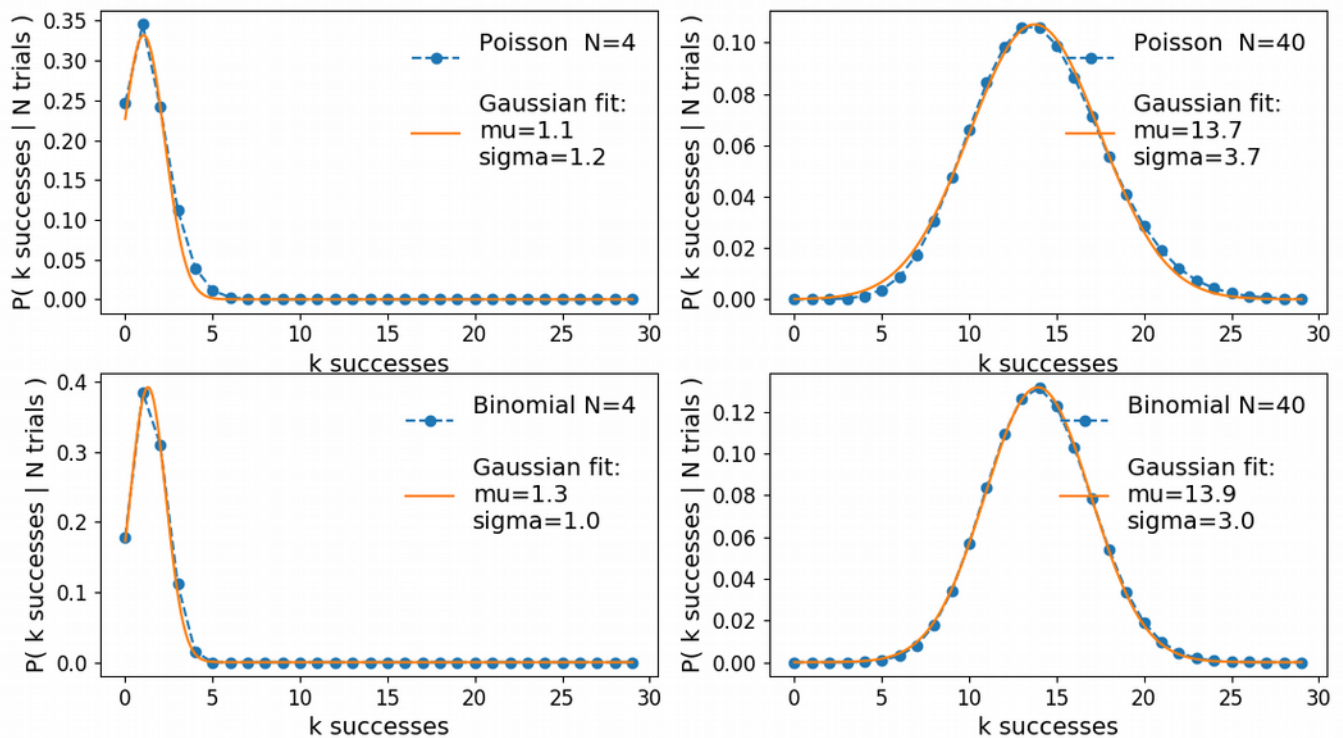 P( k successes | N trials )
0.35
0.30
0.25
0.20
0.15
0.10
0.05
0.00
Poisson  N=4
Gaussian fit:
mu=1.1
sigma=1.2
0 5 10 15 20 25 30
k successes
P( k successes | N trials )
0.10
0.08
0.06
0.04
0.02
0.00
Poisson  N=40
Gaussian fit:
mu=13.7
sigma=3.7
0 5 10 15 20 25 30
k successes
P( k successes | N trials )
0.4
0.3
0.2
0.1
0.0
Binomial N=4
Gaussian fit:
mu=1.3
sigma=1.0
0 5 10 15 20 25 30
k successes
P( k successes | N trials )
0.12
0.10
0.08
0.06
0.04
0.02
0.00
Binomial N=40
Gaussian fit:
mu=13.9
sigma=3.0
0 5 10 15 20 25 30
k successes